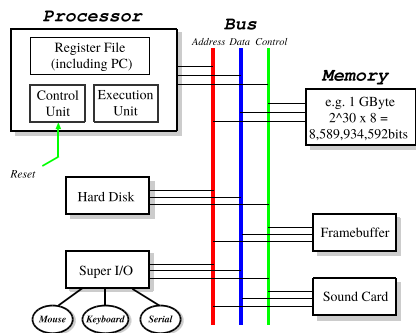 Processor
Bus
Address Data Control
Register File
(including PC)
Control
Unit
Execution
Unit
Reset
Memory
e.g. 1 GByte
2^30 x 8 =
8,589,934,592bits
Hard Disk
Framebuffer
Super I/O
Sound Card
Mouse
Keyboard
Serial